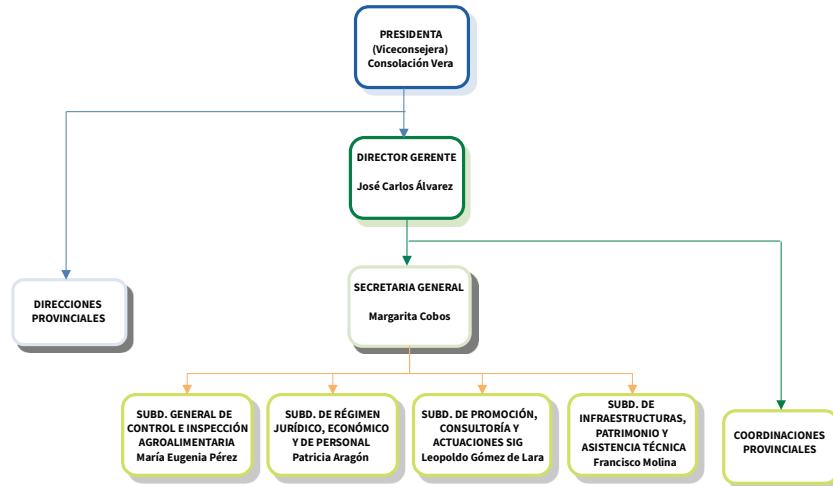 PRESIDENTA
(Viceconsejera)
Consolación Vera
DIRECTOR GERENTE
José Carlos Álvarez
SECRETARIA GENERAL
Margarita Cobos
DIRECCIONES
PROVINCIALES
SUBD. GENERAL DE
CONTROL E INSPECCIÓN
AGROALIMENTARIA
María Eugenia Pérez
SUBD. DE RÉGIMEN
JURÍDICO, ECONÓMICO
Y DE PERSONAL
Patricia Aragón
SUBD. DE PROMOCIÓN,
CONSULTORÍA Y
ACTUACIONES SIG
Leopoldo Gómez de Lara
SUBD. DE
INFRAESTRUCTURAS,
PATRIMONIO Y
ASISTENCIA TÉCNICA
Francisco Molina
COORDINACIONES
PROVINCIALES